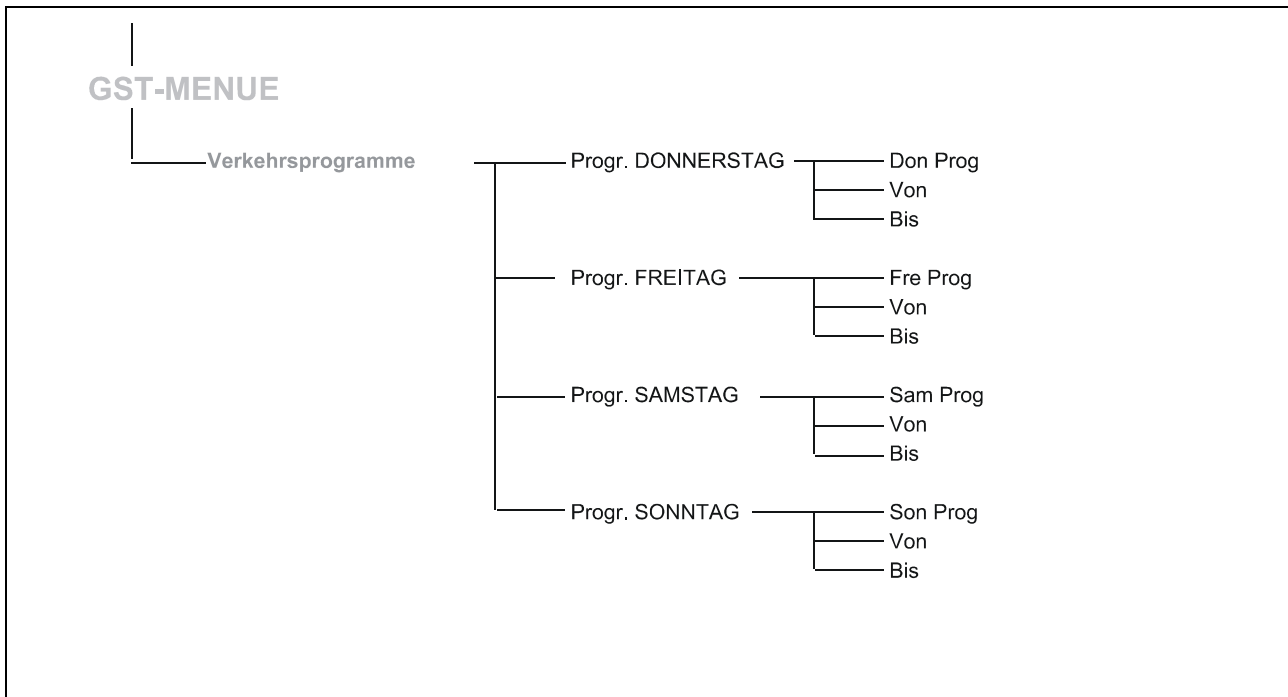 GST-MENUE
Verkehrsprogramme
Progr. DONNERSTAG
Don Prog
Von
Bis
Progr. FREITAG
Fre Prog
Von
Bis
Progr. SAMSTAG
Sam Prog
Von
Bis
Progr. SONNTAG
Son Prog
Von
Bis